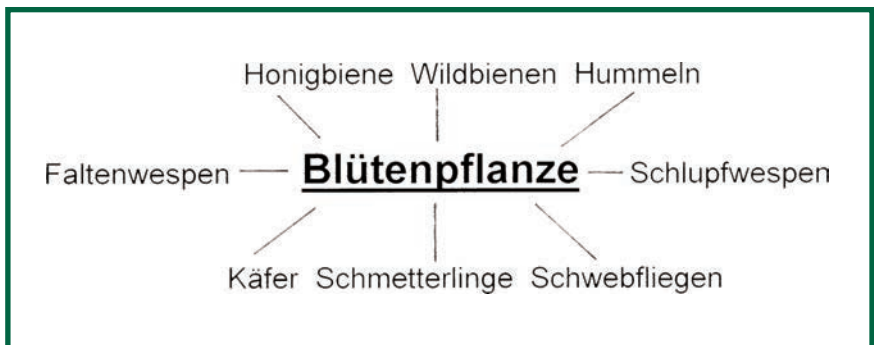 Honigbiene Wildbienen Hummeln
Faltenwespen Blütenpflanze Schlupfwespen
Käfer Schmetterlinge Schwebfliegen